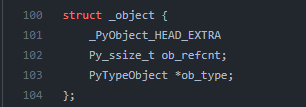 100 struct _object {
101 _PyObject_HEAD_EXTRA
102 Py_ssize_t ob_refcnt;
103 PyTypeObject *ob_type;
104 };